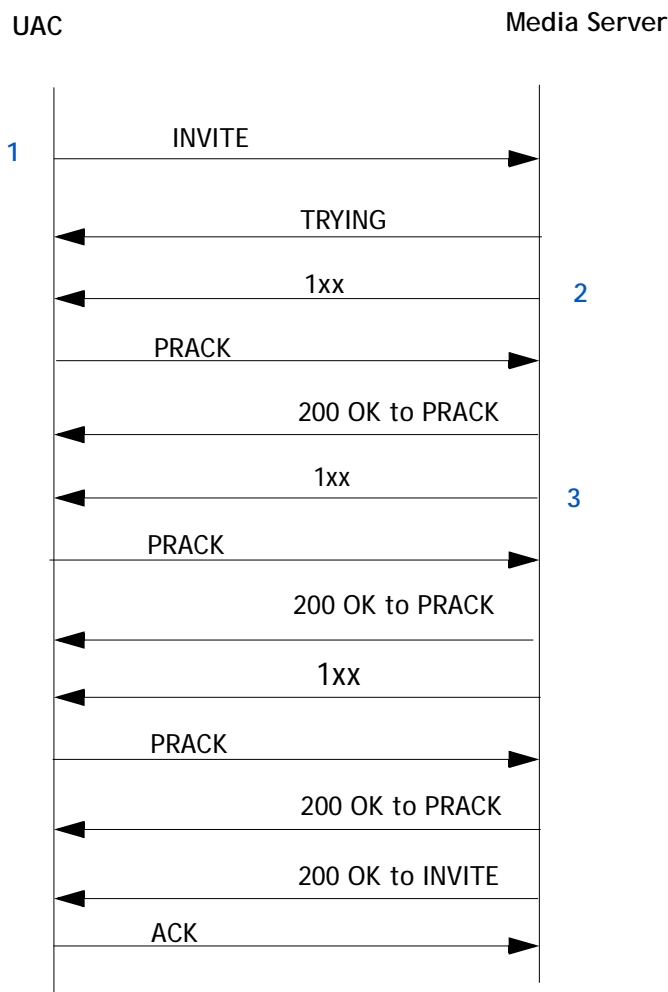 UAC Media Server
1 INVITE
TRYING
1xx 2
PRACK
200 OK to PRACK
1xx 3
PRACK
200 OK to PRACK
1xx
PRACK
200 OK to PRACK
200 OK to INVITE
ACK